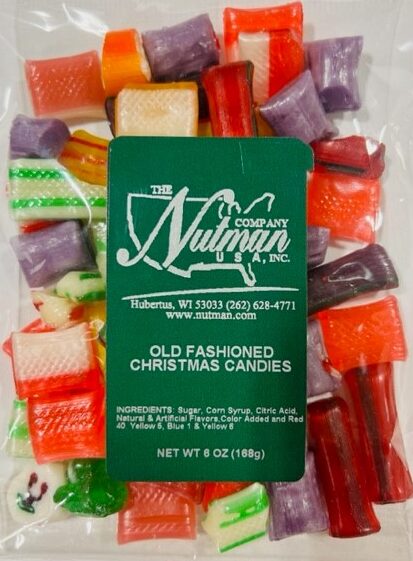 THE
Nutman
COMPANY
U S A, INC.
Hubertus, WI 53033 (262) 628-4771
www.nutman.com
OLD FASHIONED
CHRISTMAS CANDIES
INGREDIENTS: Sugar, Corn Syrup, Citric Acid,
Natural & Artificial Flavors,Color Added and Red
40 Yellow 5, Blue 1 & Yellow 6
NET WT 6 OZ (168g)